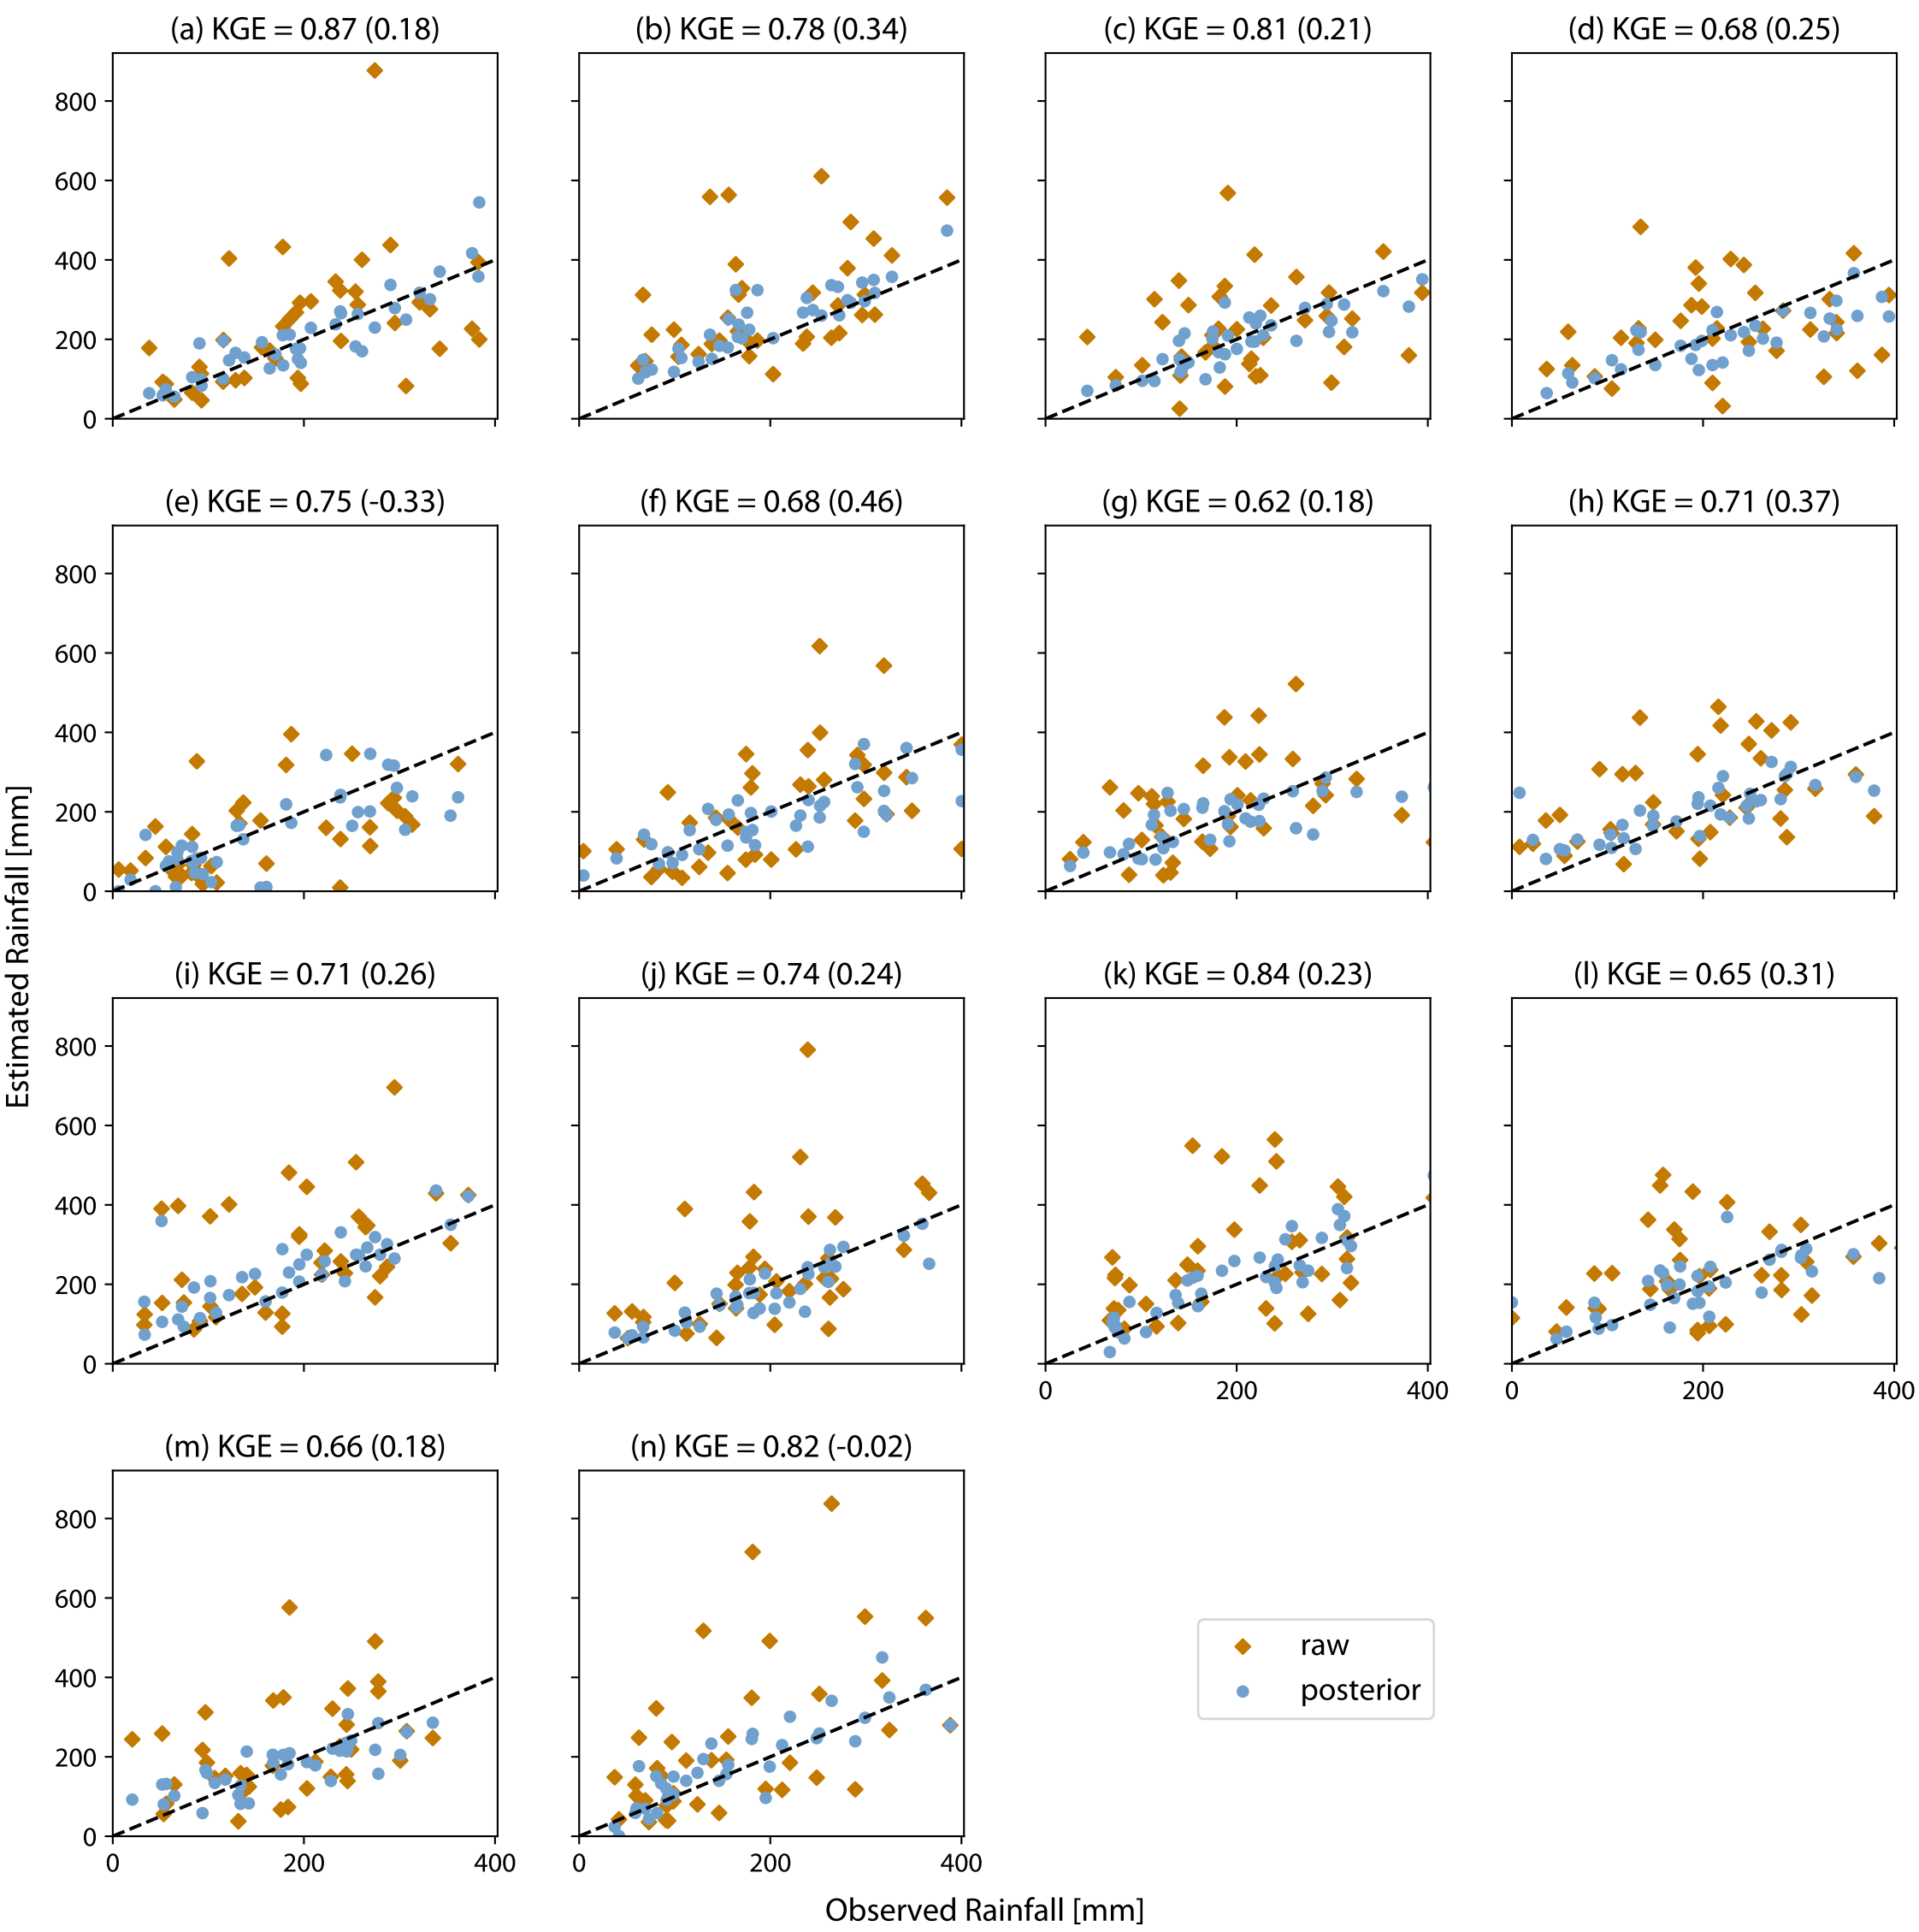 (a) KGE = 0.87 (0.18)
(b) KGE = 0.78 (0.34)
(c) KGE = 0.81 (0.21)
(d) KGE = 0.68 (0.25)
800
600
400
200
0
(e) KGE = 0.75 (-0.33)
(f) KGE = 0.68 (0.46)
(g) KGE = 0.62 (0.18)
(h) KGE = 0.71 (0.37)
800
600
400
200
0
Estimated Rainfall [mm]
(i) KGE = 0.71 (0.26)
(j) KGE = 0.74 (0.24)
(k) KGE = 0.84 (0.23)
(l) KGE = 0.65 (0.31)
800
600
400
200
0
0 200 400
0 200 400
(m) KGE = 0.66 (0.18)
(n) KGE = 0.82 (-0.02)
800
600
400
200
0
0 200 400
0 200 400
raw
posterior
Observed Rainfall [mm]